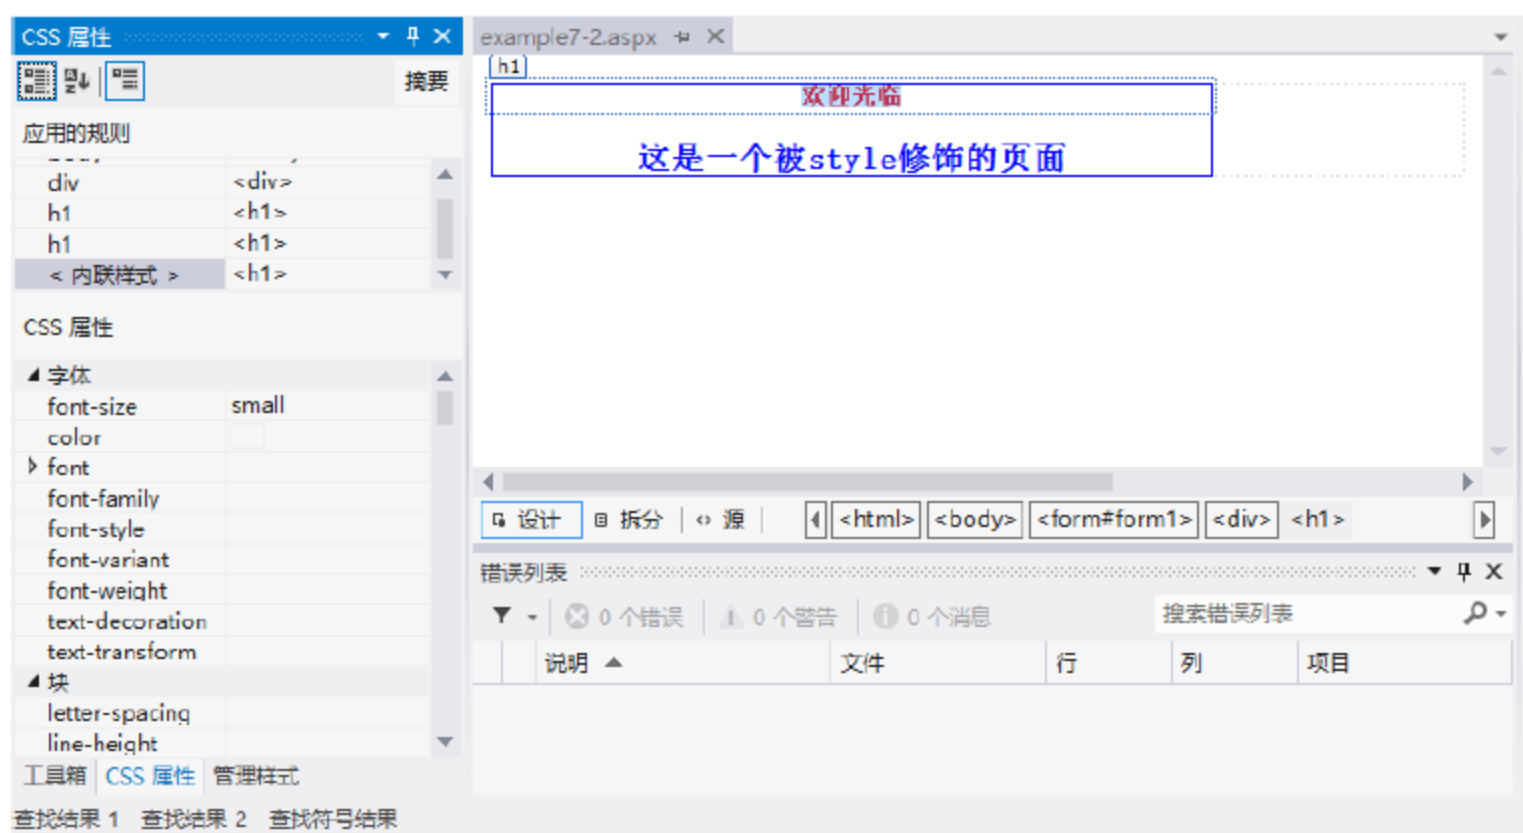 CSS 属性
摘要
应用的规则
div <div>
h1 <h1>
h1 <h1>
< 内联样式 > <h1>
CSS 属性
字体
font-size small
color
font
font-family
font-style
font-variant
font-weight
text-decoration
text-transform
块
letter-spacing
line-height
工具箱 CSS 属性 管理样式
example7-2.aspx
h1
欢迎光临
这是一个被style修饰的页面
设计 拆分 源 <html> <body> <form#form1> <div> <h1>
错误列表
0 个错误 0 个警告 0 个消息 搜索错误列表
说明 文件 行 列 项目
查找结果 1 查找结果 2 查找符号结果